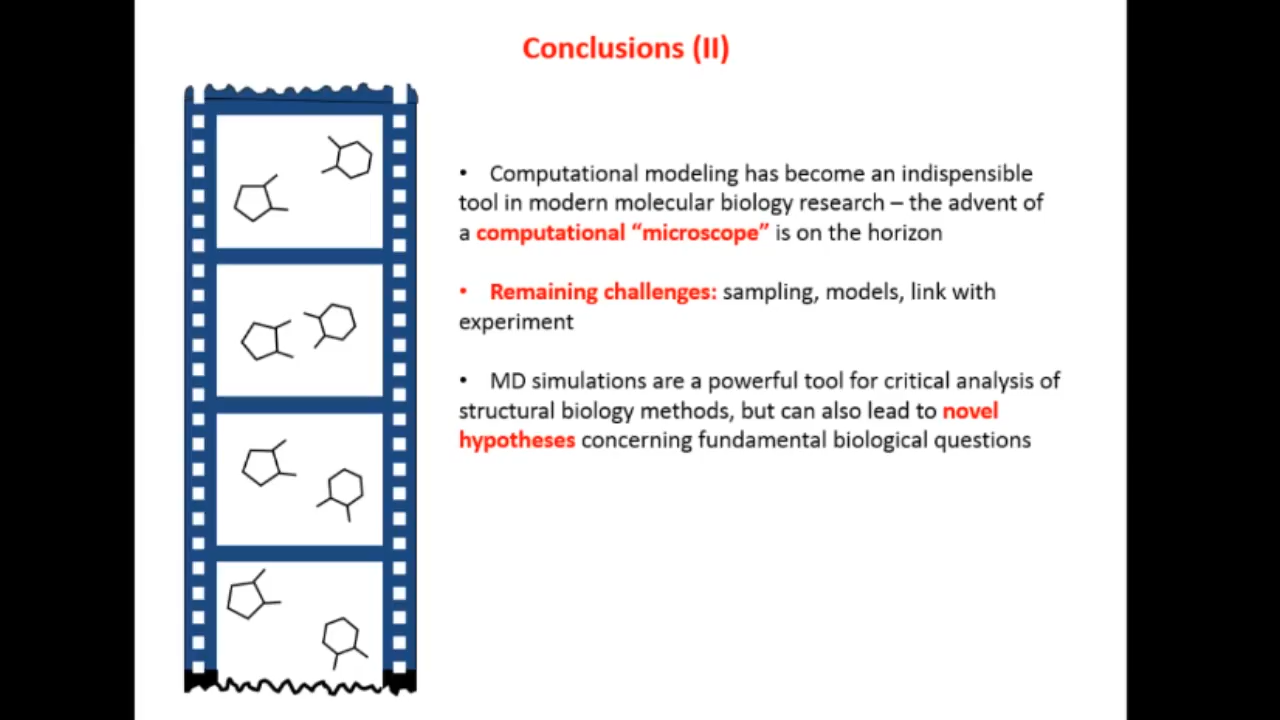 Conclusions (II)
• Computational modeling has become an indispensible
tool in modern molecular biology research – the advent of
a computational “microscope” is on the horizon
• Remaining challenges: sampling, models, link with
experiment
• MD simulations are a powerful tool for critical analysis of
structural biology methods, but can also lead to novel
hypotheses concerning fundamental biological questions